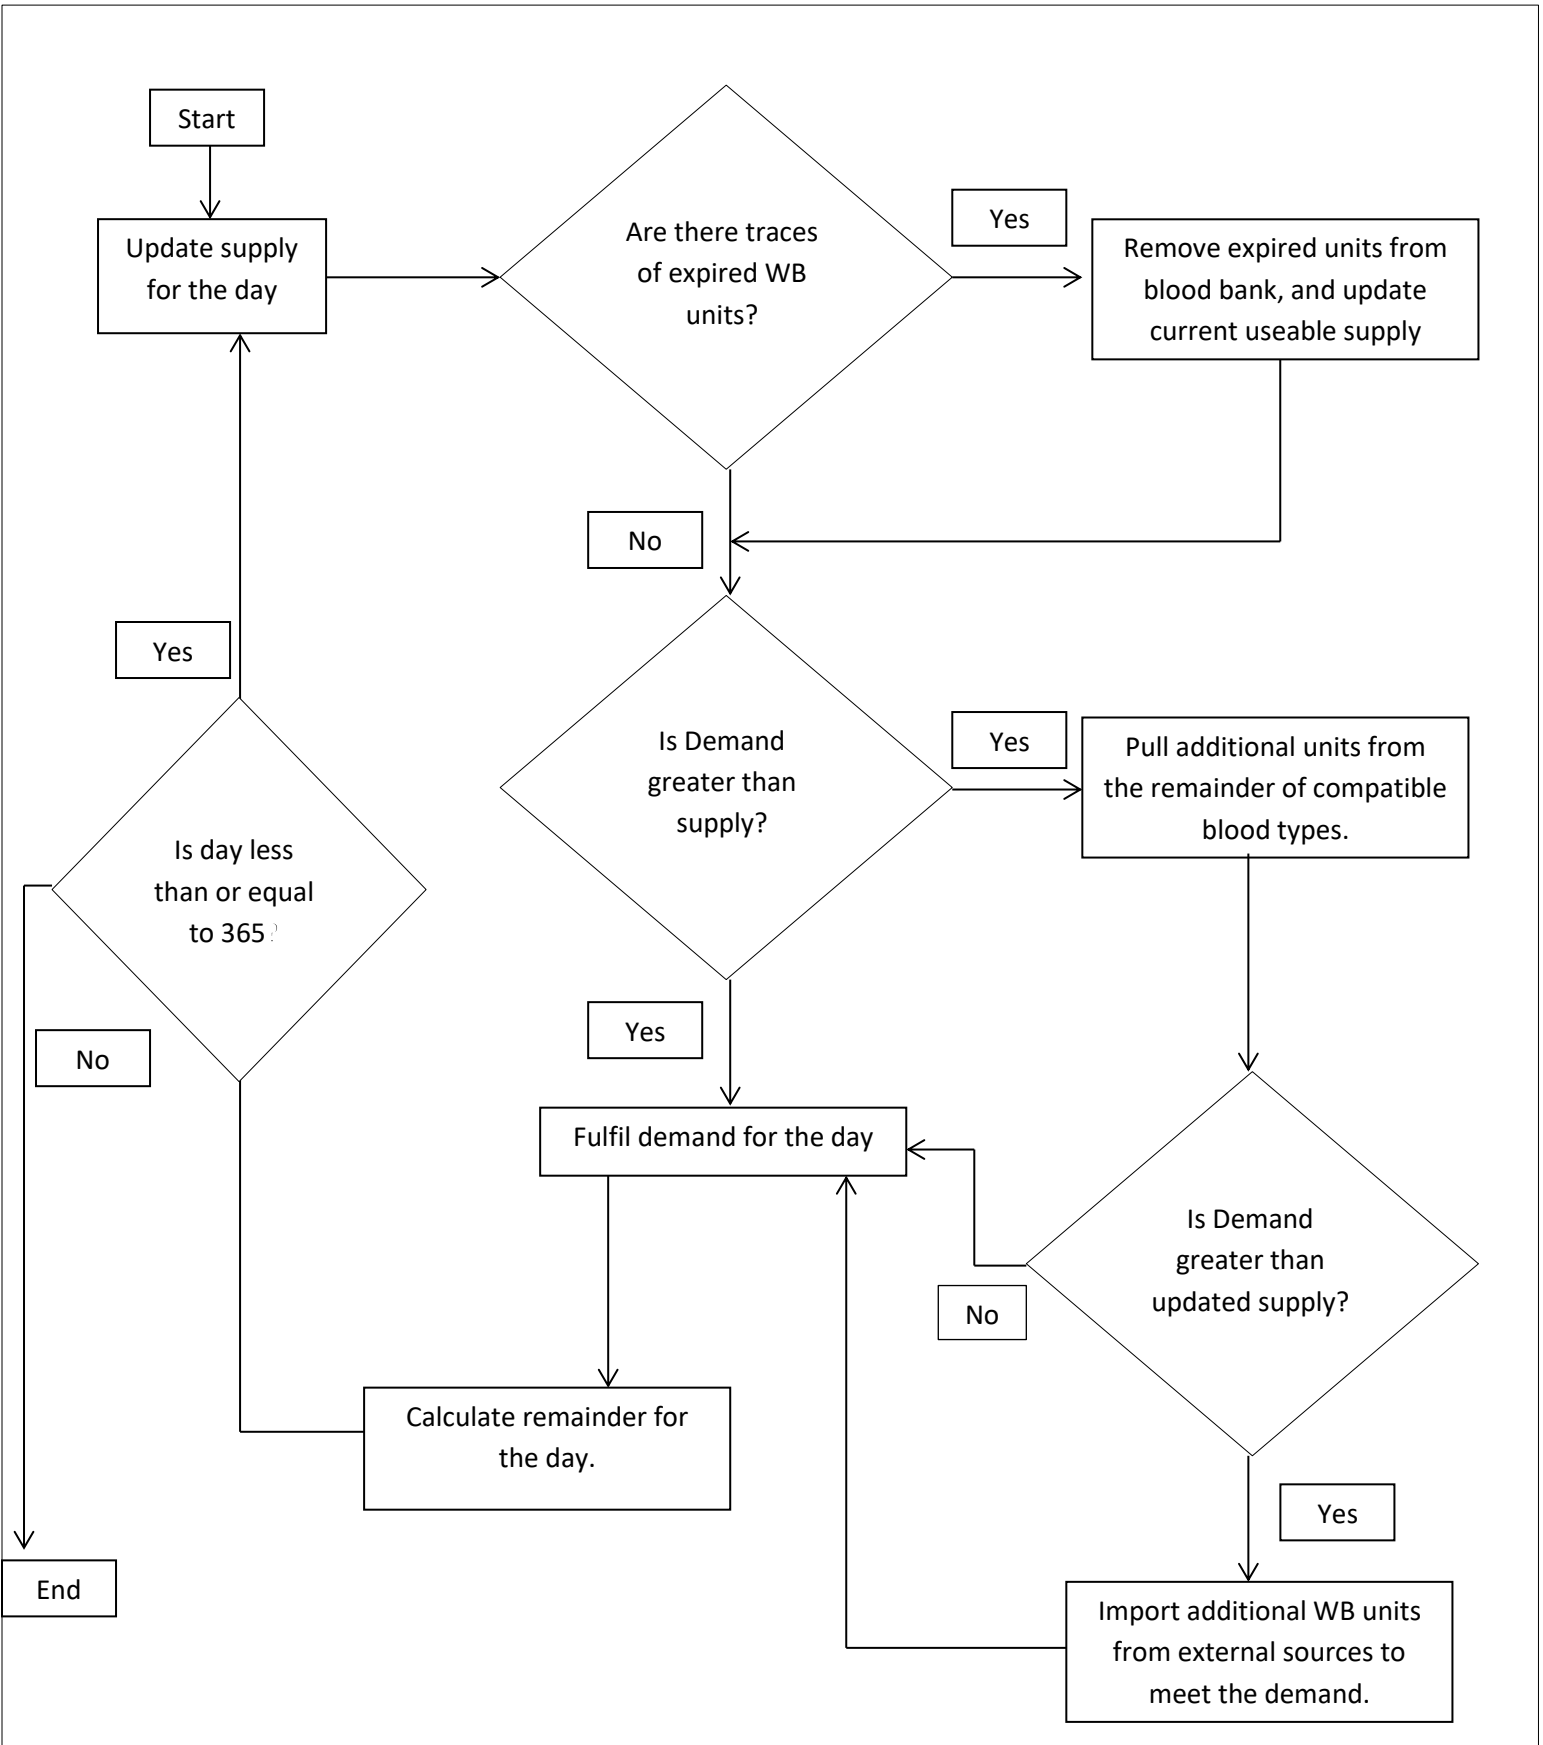 Start
Update supply
for the day
Are there traces
of expired WB
units?
Yes
Remove expired units from
blood bank, and update
current useable supply
No
Is Demand
greater than
supply?
Yes
Pull additional units from
the remainder of compatible
blood types.
Yes
Fulfil demand for the day
Is Demand
greater than
updated supply?
No
Yes
Import additional WB units
from external sources to
meet the demand.
Calculate remainder for
the day.
Is day less
than or equal
to 365?
Yes
No
End